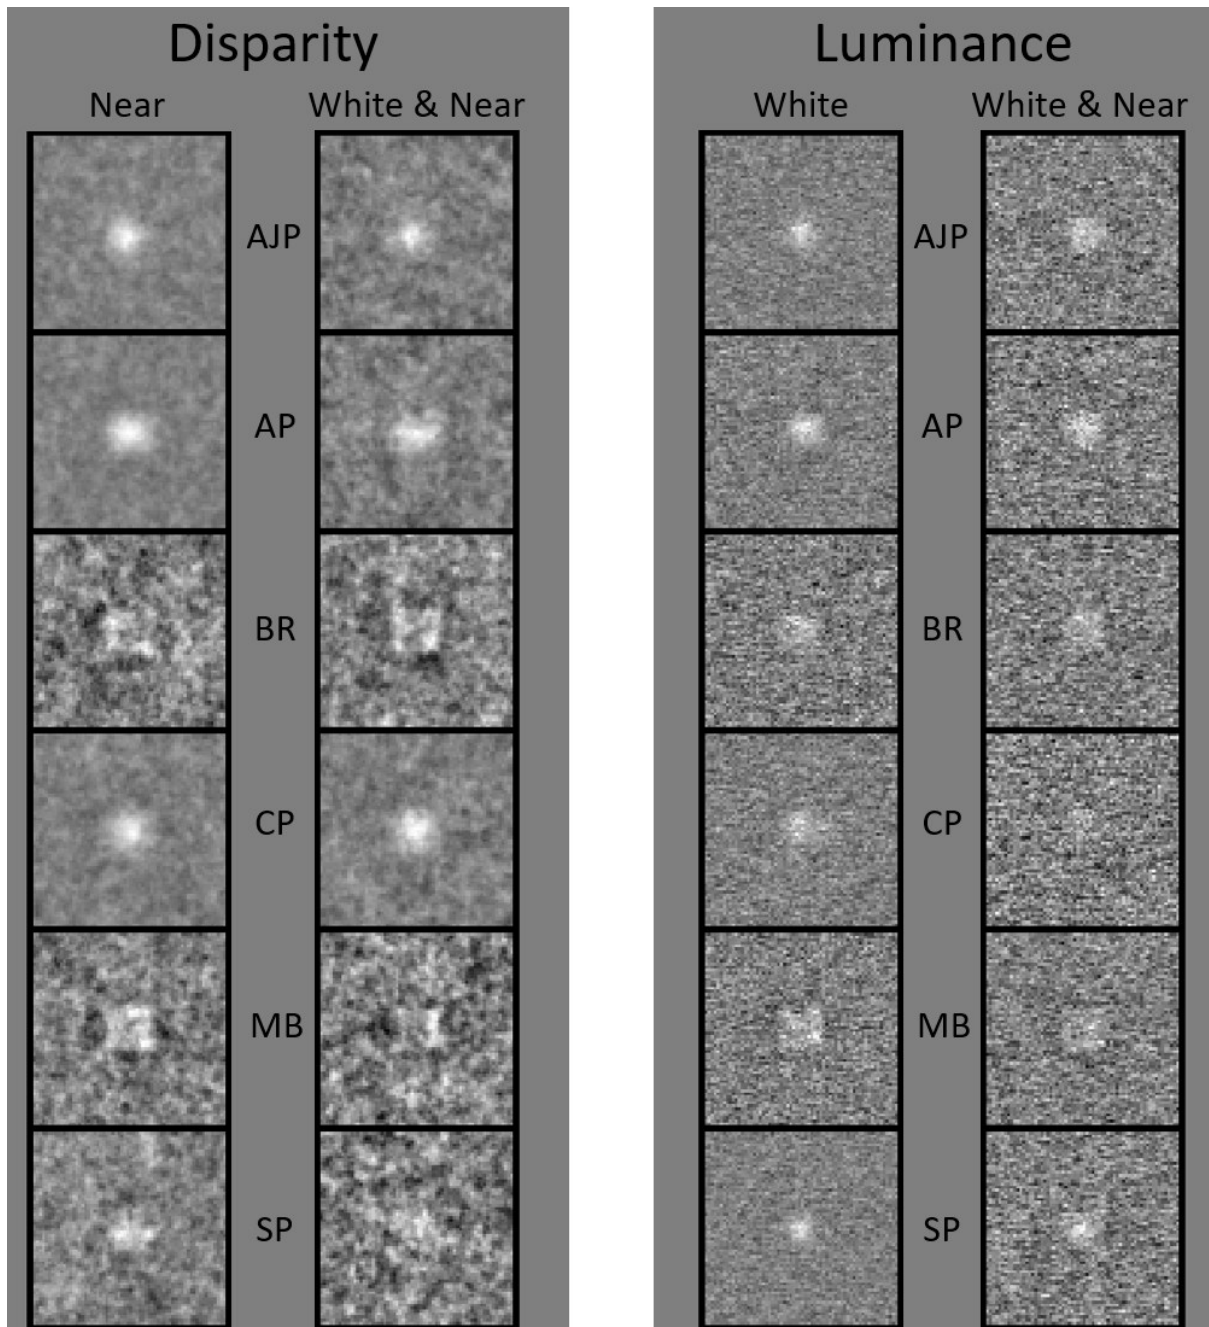 Disparity
Near
White & Near
AJP
AP
BR
CP
MB
SP
Luminance
White
White & Near
AJP
AP
BR
CP
MB
SP